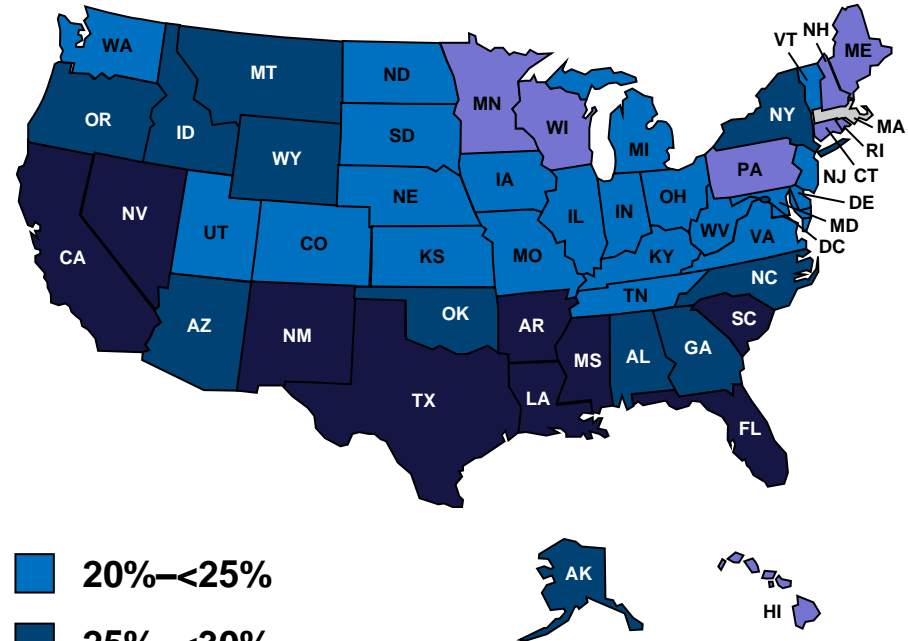 WA
MT
ND
MN
VT
NH
ME
OR
ID
SD
WI
MI
NY
MA
RI
WY
NE
IA
PA
NJ
CT
NV
UT
CO
KS
MO
IL
IN
OH
WV
VA
DE
MD
DC
CA
KY
NC
AZ
NM
OK
AR
TN
SC
TX
LA
MS
AL
GA
FL
20%–<25%
AK
HI
25%–<30%